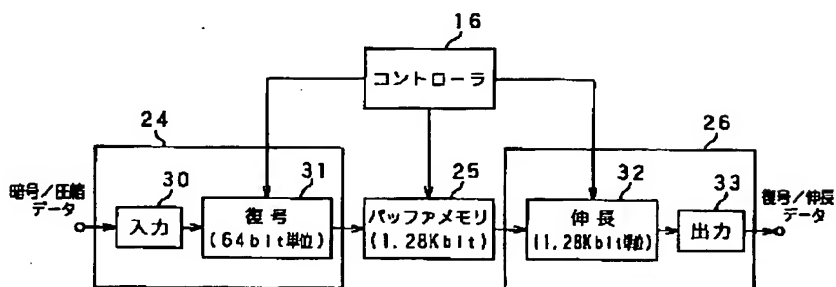 16
コントローラ
24
26
暗号/圧縮
データ
30
入力
31
復号
(64bit単位)
25
バッファメモリ
(1.28Kbit)
32
伸長
(1.28Kbit単位)
33
出力
復号/伸長
データ